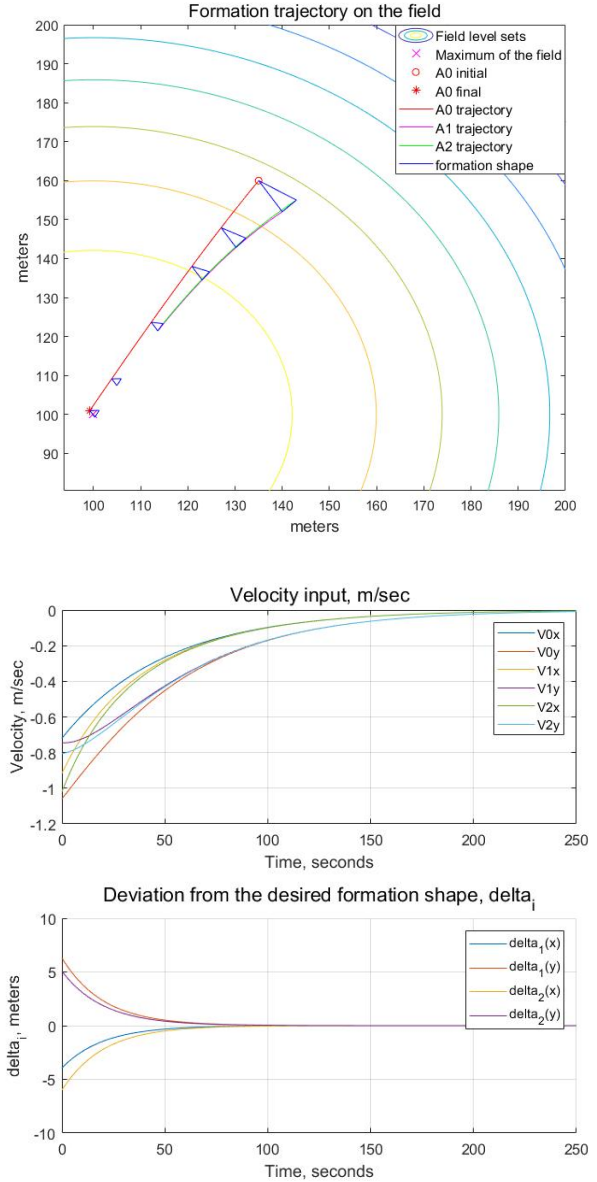 Formation trajectory on the field
200
190
180
170
160
150
140
130
120
110
100
90
meters
Field level sets
Maximum of the field
A0 initial
A0 final
A0 trajectory
A1 trajectory
A2 trajectory
formation shape
100 110 120 130 140 150 160 170 180 190 200
meters
Velocity input, m/sec
0
-0.2
-0.4
-0.6
-0.8
-1
-1.2
Velocity, m/sec
V0x
V0y
V1x
V1y
V2x
V2y
0 50 100 150 200 250
Time, seconds
Deviation from the desired formation shape, delta_i
10
5
0
-5
-10
delta_i, meters
delta_1(x)
delta_1(y)
delta_2(x)
delta_2(y)
0 50 100 150 200 250
Time, seconds